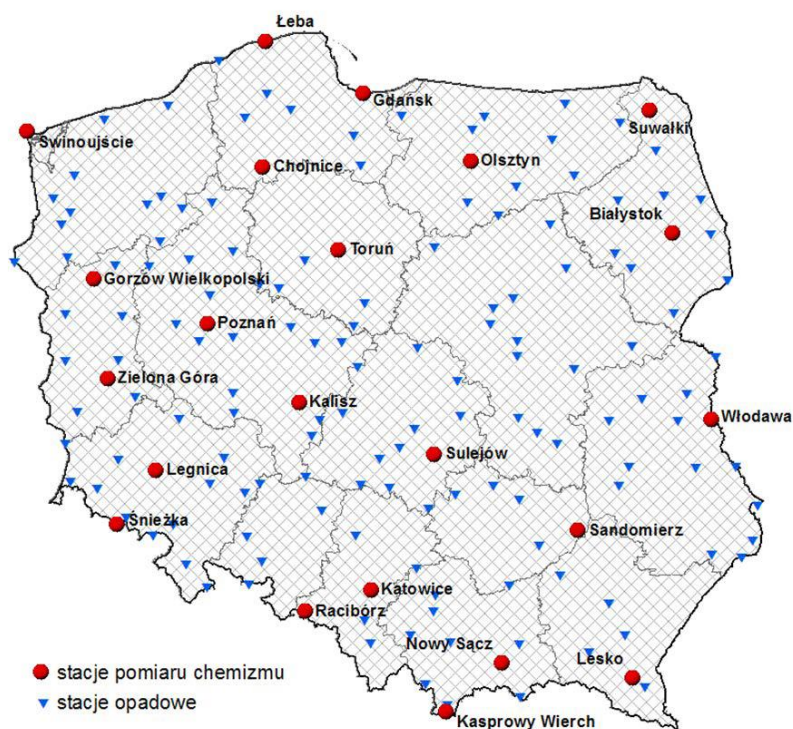 Łeba
Gdańsk
Suwałki
Świnoujście
Chojnice
Olsztyn
Białystok
Toruń
Gorzów Wielkopolski
Poznań
Zielona Góra
Kalisz
Włodawa
Sulejów
Legnica
Śnieżka
Sandomierz
Katowice
Racibórz
Nowy Sącz
Lesko
stacje pomiaru chemizmu
stacje opadowe
Kasprowy Wierch